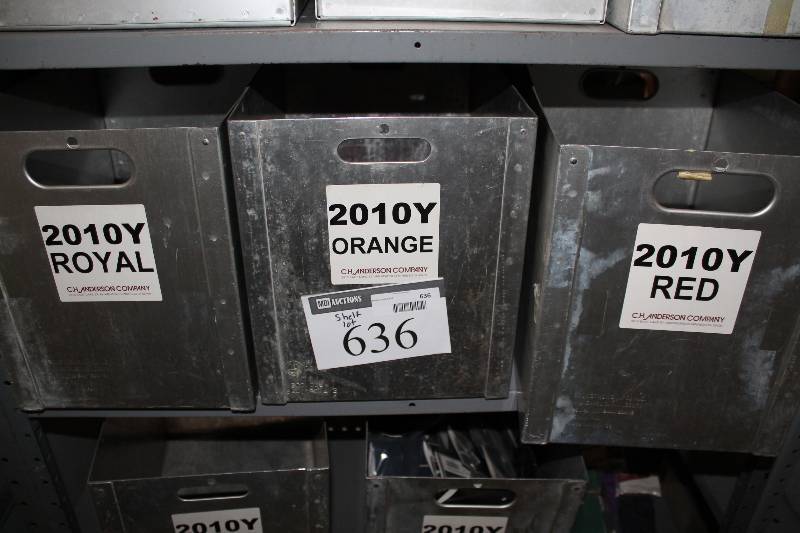 2010Y
ROYAL
C.H. ANDERSON COMPANY
2010Y
ORANGE
C.H. ANDERSON COMPANY
AUCTIONS
636
Shelf
lot
636
2010Y
RED
C.H. ANDERSON COMPANY
2010Y
2010Y